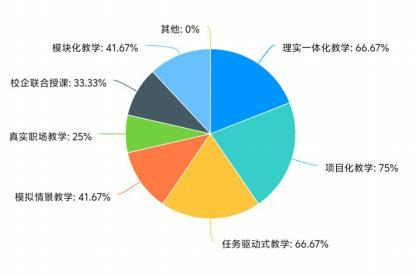 其他: 0%
模块化教学: 41.67%
理实一体化教学: 66.67%
校企联合授课: 33.33%
真实职场教学: 25%
项目化教学: 75%
模拟情景教学: 41.67%
任务驱动式教学: 66.67%